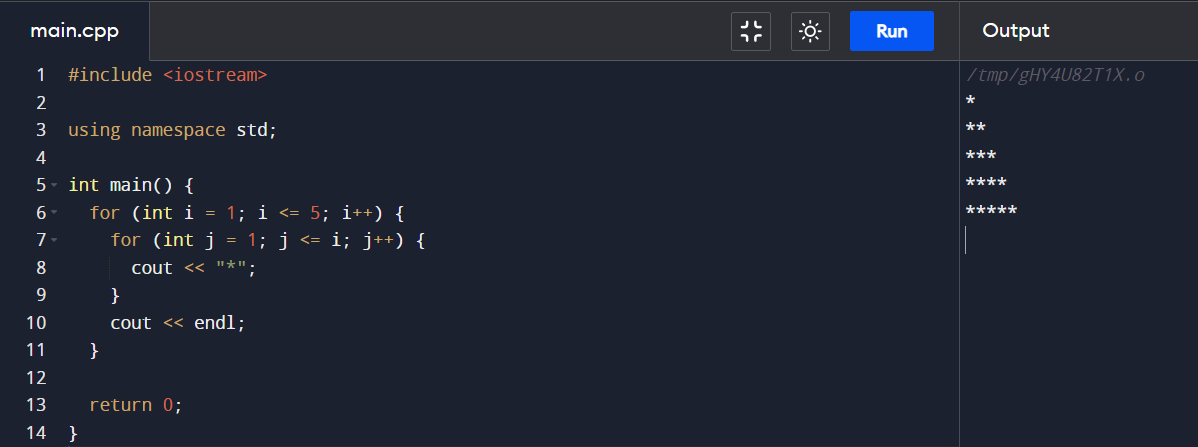 main.cpp
Run
Output
1 #include <iostream>
2
3 using namespace std;
4
5 int main() {
6   for (int i = 1; i <= 5; i++) {
7     for (int j = 1; j <= i; j++) {
8       cout << "*";
9     }
10     cout << endl;
11   }
12
13   return 0;
14 }
/tmp/gHY4U82T1X.o
*
**
***
****
*****